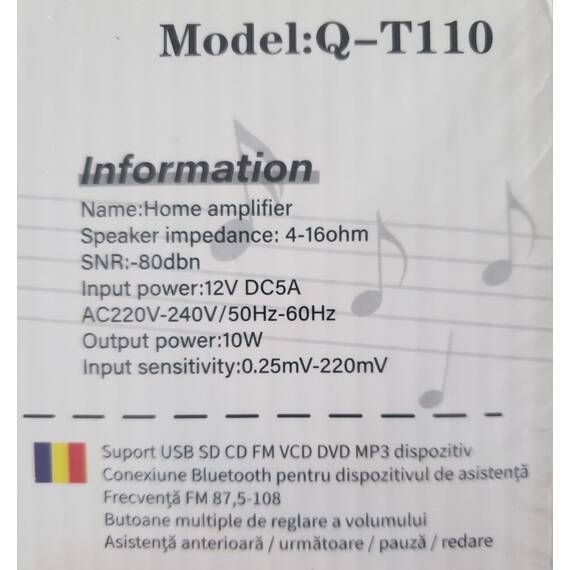 Model:Q-T110
Information
Name:Home amplifier
Speaker impedance: 4-16ohm
SNR:-80dbn
Input power:12V DC5A
AC220V-240V/50Hz-60Hz
Output power:10W
Input sensitivity:0.25mV-220mV
Suport USB SD CD FM VCD DVD MP3 dispozitiv
Conexiune Bluetooth pentru dispozitivul de asistență
Frecvență FM 87,5-108
Butoane multiple de reglare a volumului
Asistență anterioară / următoare / pauză / redare